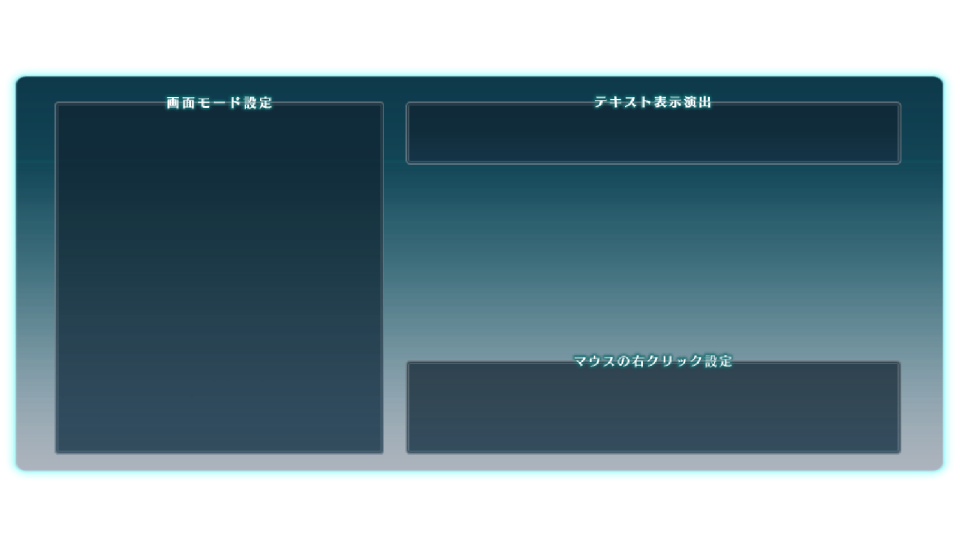 画面モード設定
テキスト表示演出
マウスの右クリック設定